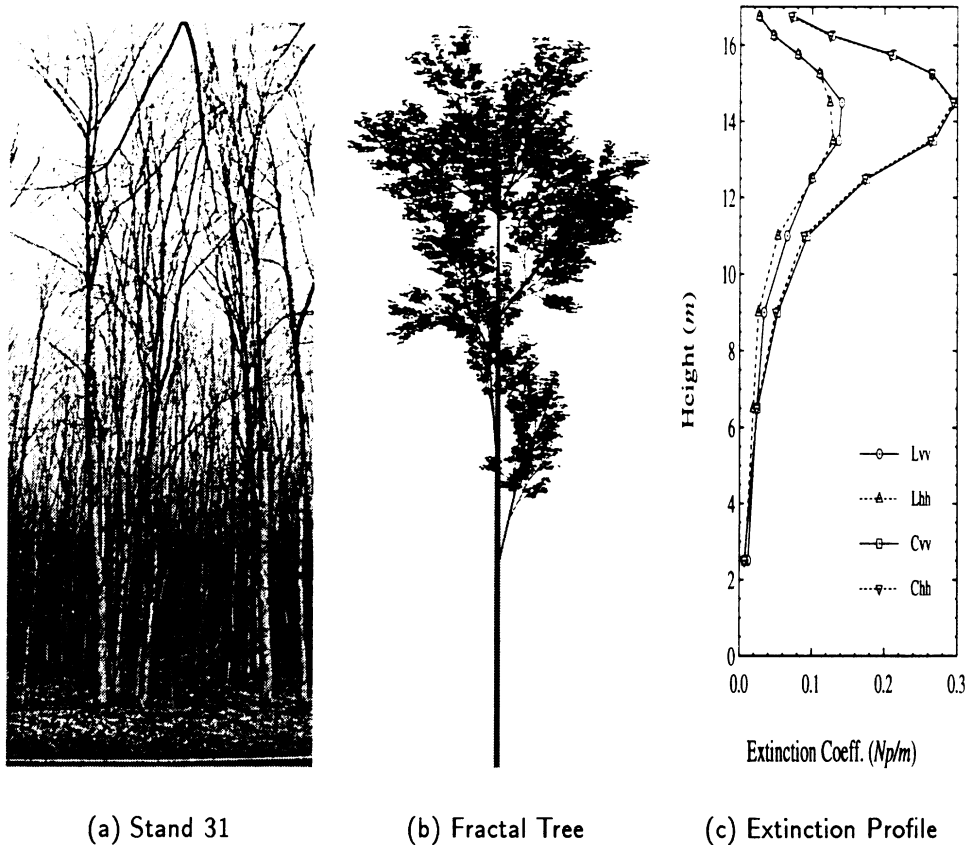 16
14
12
10
8
6
4
2
0
Height (m)
Lvv
Lhh
Cvv
Chh
0.0 0.1 0.2 0.3
Extinction Coeff. (Np/m)
(a) Stand 31
(b) Fractal Tree
(c) Extinction Profile